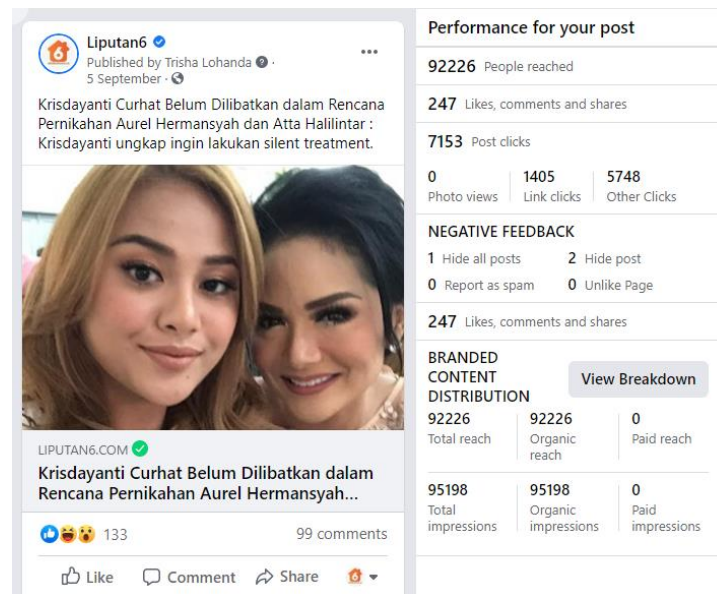 Liputan6
Published by Trisha Lohanda ·
5 September ·
Krisdayanti Curhat Belum Dilibatkan dalam Rencana
Pernikahan Aurel Hermansyah dan Atta Halilintar :
Krisdayanti ungkap ingin lakukan silent treatment.
LIPUTAN6.COM
Krisdayanti Curhat Belum Dilibatkan dalam
Rencana Pernikahan Aurel Hermansyah...
133
99 comments
Like
Comment
Share
Performance for your post
92226 People reached
247 Likes, comments and shares
7153 Post clicks
0
Photo views
1405
Link clicks
5748
Other Clicks
NEGATIVE FEEDBACK
1 Hide all posts
2 Hide post
0 Report as spam
0 Unlike Page
247 Likes, comments and shares
BRANDED
CONTENT
DISTRIBUTION
View Breakdown
92226
Total reach
92226
Organic
reach
0
Paid reach
95198
Total
impressions
95198
Organic
impressions
0
Paid
impressions